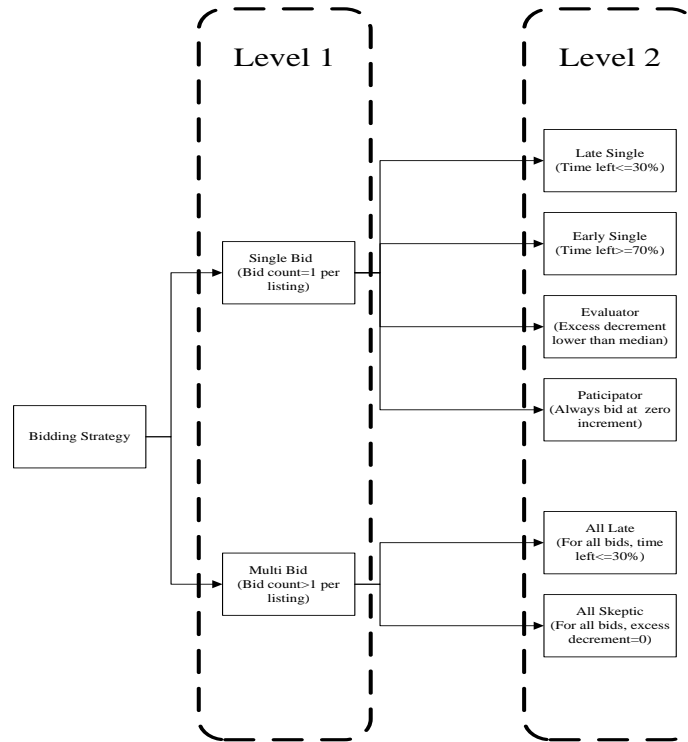 Level 1
Level 2
Late Single
(Time left<=30%)
Early Single
(Time left>=70%)
Single Bid
(Bid count=1 per
listing)
Evaluator
(Excess decrement
lower than median)
Paticipator
(Always bid at zero
increment)
Bidding Strategy
All Late
(For all bids, time
left<=30%)
Multi Bid
(Bid count>1 per
listing)
All Skeptic
(For all bids, excess
decrement=0)